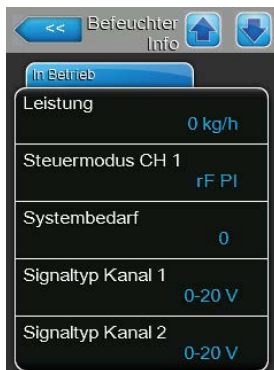 <<
Befeuchter
Info
In Betrieb
Leistung
0 kg/h
Steuermodus CH 1
rF PI
Systembedarf
0
Signaltyp Kanal 1
0-20 V
Signaltyp Kanal 2
0-20 V